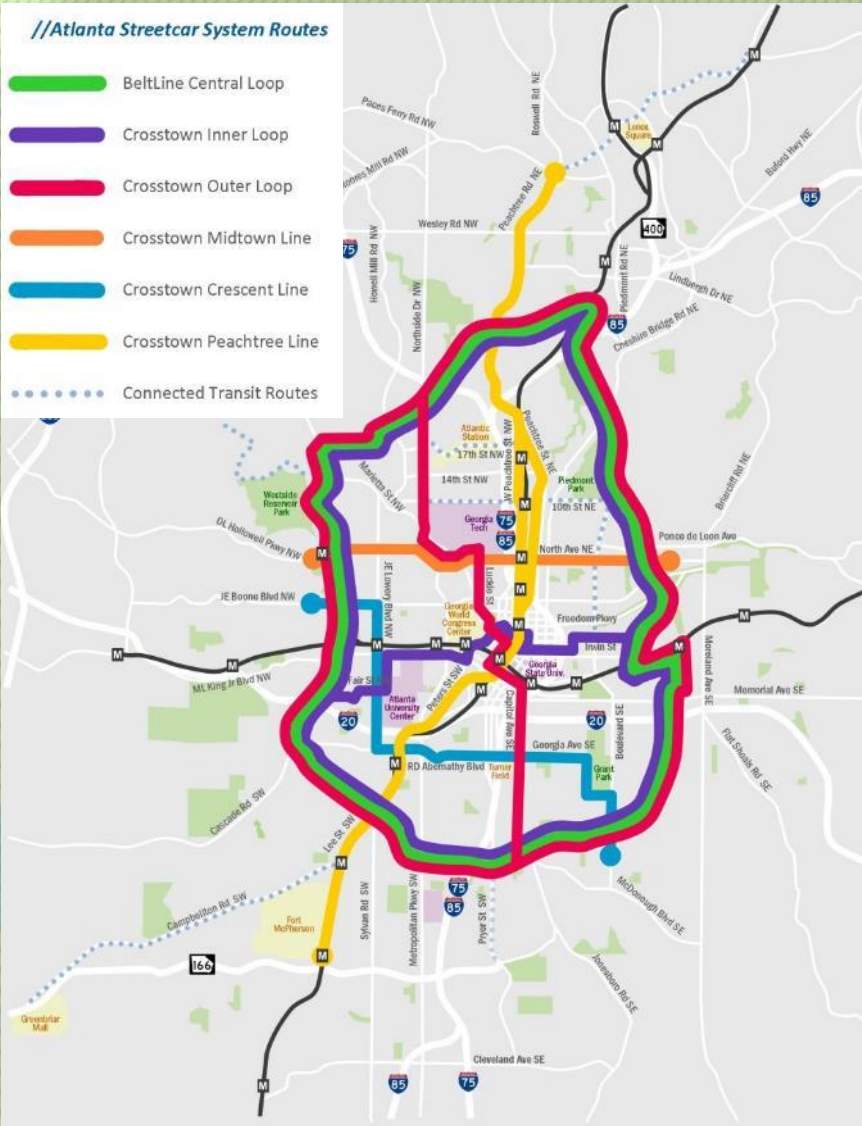 //Atlanta Streetcar System Routes
BeltLine Central Loop
Crosstown Inner Loop
Crosstown Outer Loop
Crosstown Midtown Line
Crosstown Crescent Line
Crosstown Peachtree Line
Connected Transit Routes
M
Paces Ferry Rd NW
Roswell Rd NE
M
Lenox
Square
M
Buford Hwy NE
Moores Mill Rd NW
Peachtree Rd NE
85
Wesley Rd NW
400
75
Howell Mill Rd NW
M
Piedmont Rd NE
Lindbergh Dr NE
Northside Dr NW
85
Cheshire Bridge Rd NE
Atlantic
Station
W Peachtree St NW
Peachtree St NE
17th St NW
M
Marietta St NW
14th St NW
Piedmont
Park
Briarcliff Rd NE
Westside
Reservoir
Park
M
10th St NE
Georgia
Tech
75
85
DL Hollowell Pkwy NW
M
North Ave NE
M
Ponce de Leon Ave
JE Lowery Blvd NW
Luckie St
JE Boone Blvd NW
M
Georgia
World
Congress
Center
Freedom Pkwy
M
M
Irwin St
M
M
M
M
M
M
M
M
Georgia
State Univ.
M
M
Moreland Ave SE
ML King Jr Blvd NW
Fair St
Peters St SW
M
Memorial Ave SE
Atlanta
University
Center
20
Capitol Ave SE
20
Boulevard SE
Georgia Ave SE
Flat Shoals Rd SE
M
RD Abernathy Blvd
Turner
Field
Grant
Park
Cascade Rd SW
Lee St SW
M
McDonough Blvd SE
75
85
Campbellton Rd SW
Sylvan Rd SW
Metropolitan Pkwy SW
Pryor St SW
Fort
McPherson
M
166
Jonesboro Rd SE
Greenbriar
Mall
Cleveland Ave SE
M
85
75